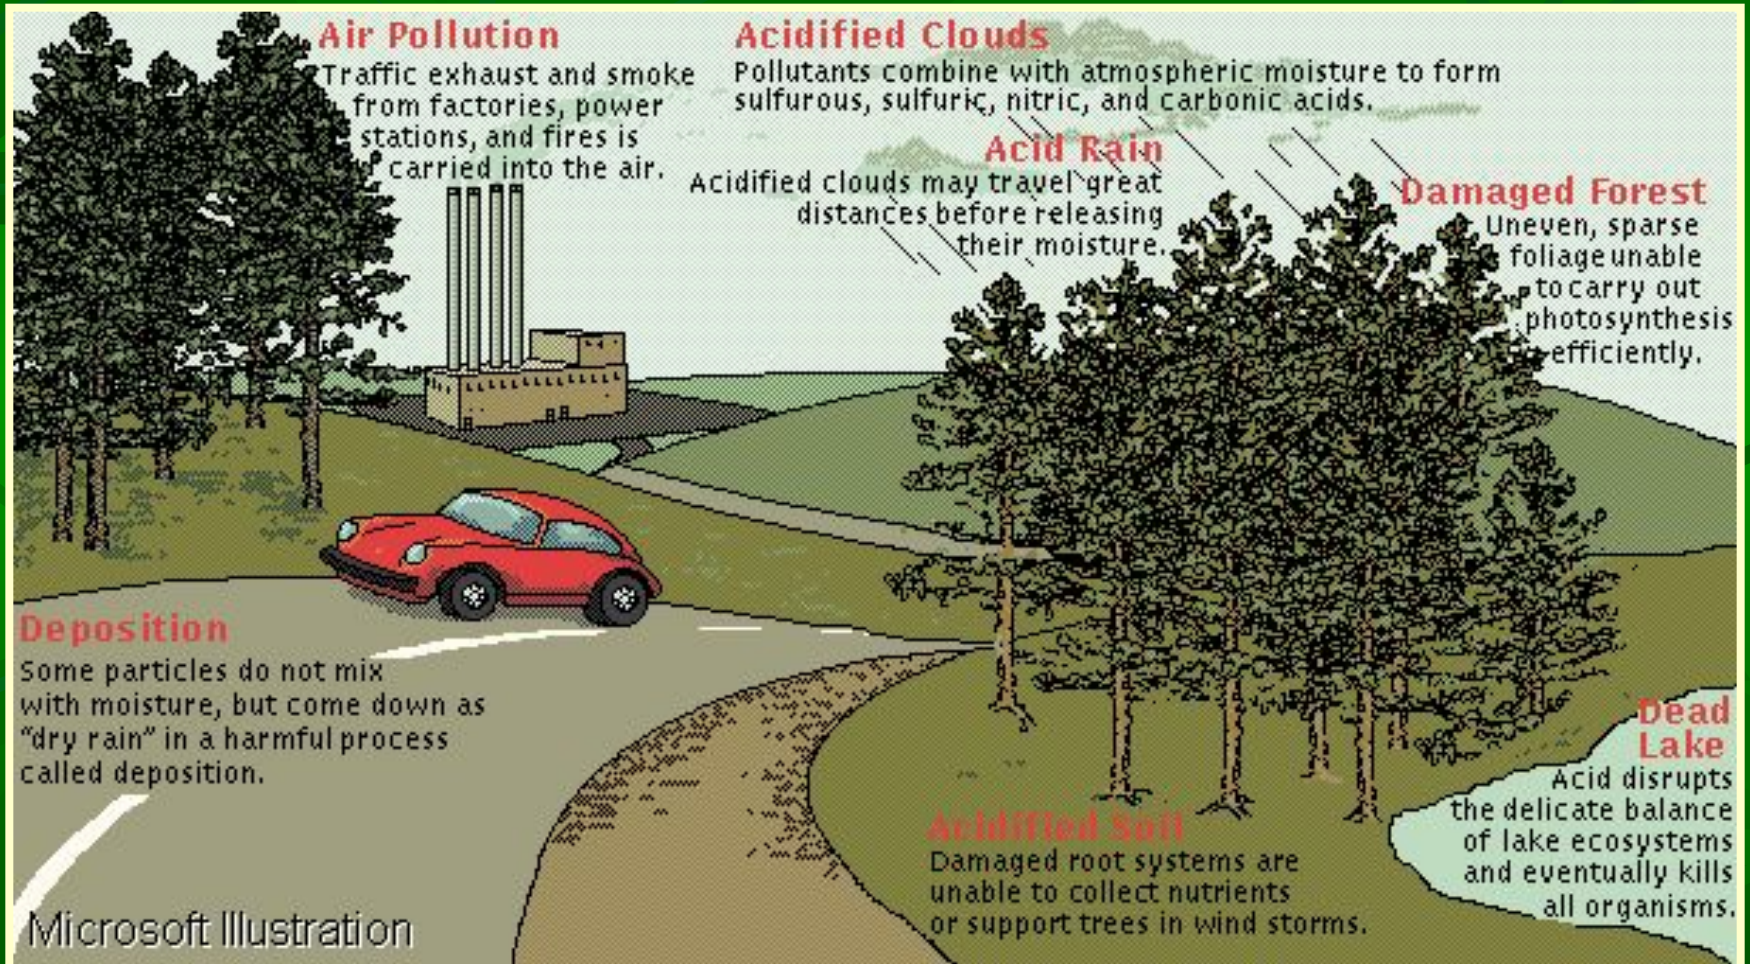 Air Pollution
Traffic exhaust and smoke
from factories, power
stations, and fires is
carried into the air.
Acidified Clouds
Pollutants combine with atmospheric moisture to form
sulfurous, sulfuric, nitric, and carbonic acids.
Acid Rain
Acidified clouds may travel great
distances before releasing
their moisture.
Damaged Forest
Uneven, sparse
foliage unable
to carry out
photosynthesis
efficiently.
Deposition
Some particles do not mix
with moisture, but come down as
“dry rain” in a harmful process
called deposition.
Acidified Soil
Damaged root systems are
unable to collect nutrients
or support trees in wind storms.
Dead
Lake
Acid disrupts
the delicate balance
of lake ecosystems
and eventually kills
all organisms.
Microsoft Illustration